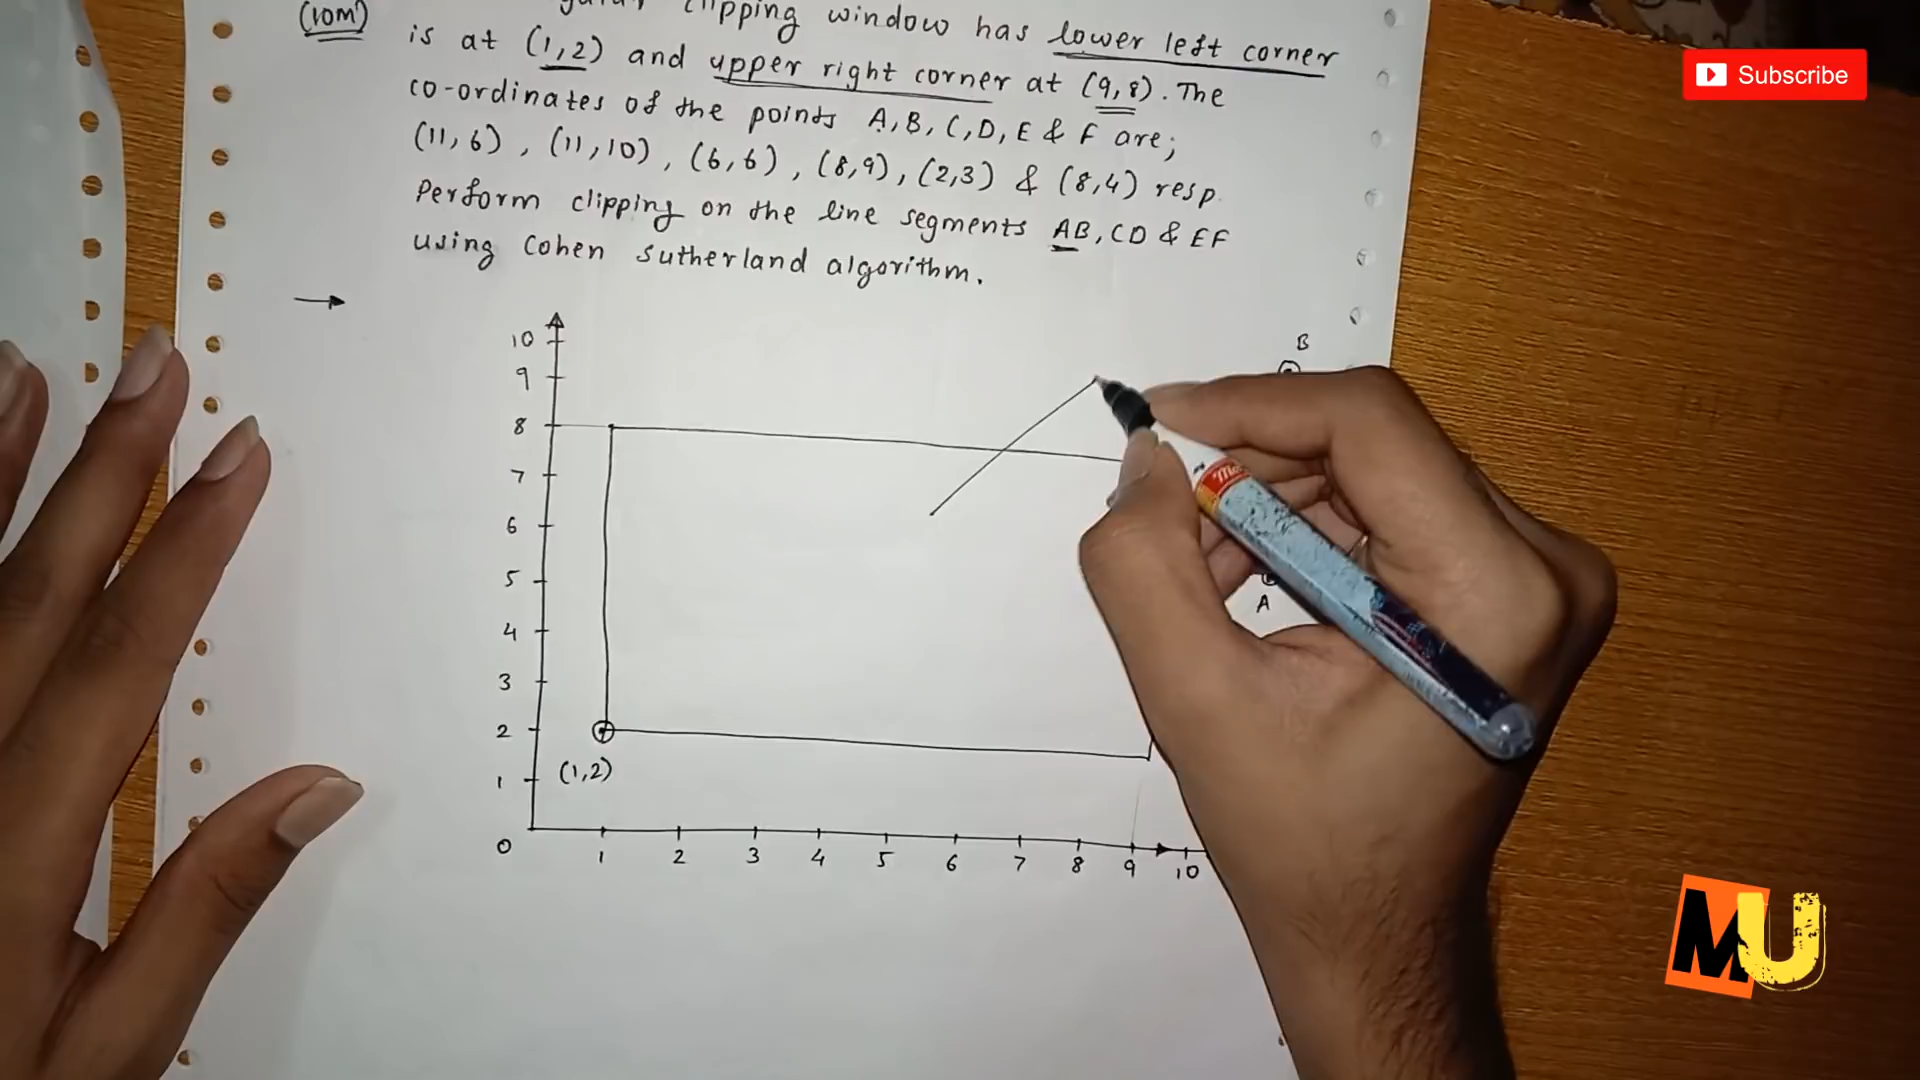 (10M) clipping window has lower left corner
is at (1,2) and upper right corner at (9,8). The
co-ordinates of the points A, B, C, D, E & F are;
(11,6), (11,10), (6,6), (8,9), (2,3) & (8,4) resp.
Perform clipping on the line segments AB, CD & EF
using Cohen Sutherland algorithm.
Subscribe
B
10
9
8
7
6
5
4
3
2
1
0
A
(1,2)
1 2 3 4 5 6 7 8 9 10
MU